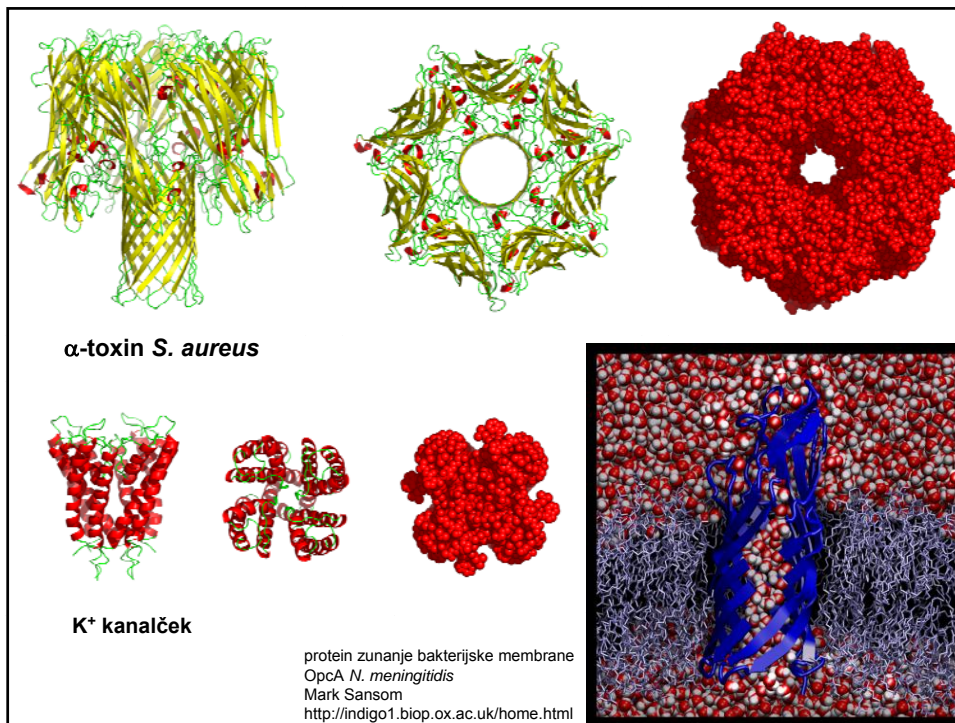 α-toxin S. aureus
K⁺ kanalček
protein zunanje bakterijske membrane
OpcA N. meningitidis
Mark Sansom
http://indigo1.biop.ox.ac.uk/home.html